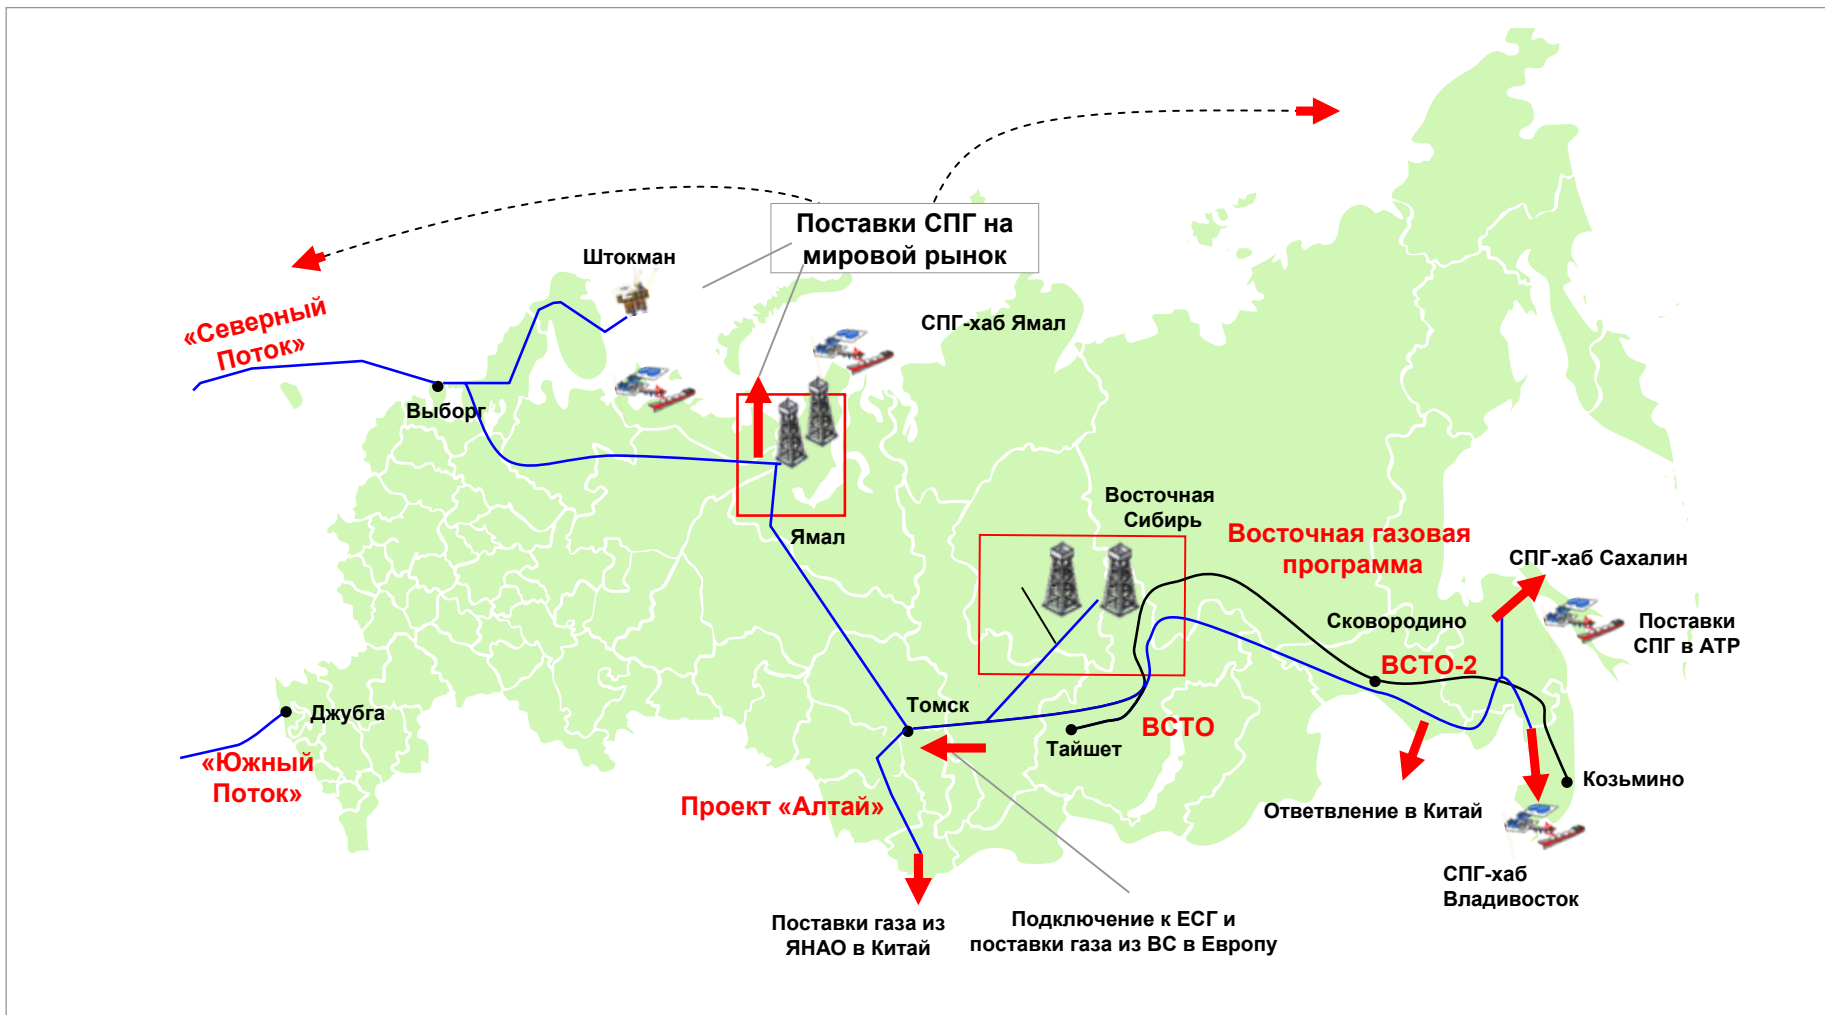 Поставки СПГ на
мировой рынок
Штокман
«Северный
Поток»
СПГ-хаб Ямал
Выборг
Ямал
Восточная
Сибирь
Восточная газовая
программа
СПГ-хаб Сахалин
Сковородино
Поставки
СПГ в АТР
ВСТО-2
Джубга
Томск
Тайшет
ВСТО
«Южный
Поток»
Проект «Алтай»
Козьмино
Ответвление в Китай
СПГ-хаб
Владивосток
Поставки газа из
ЯНАО в Китай
Подключение к ЕСГ и
поставки газа из ВС в Европу